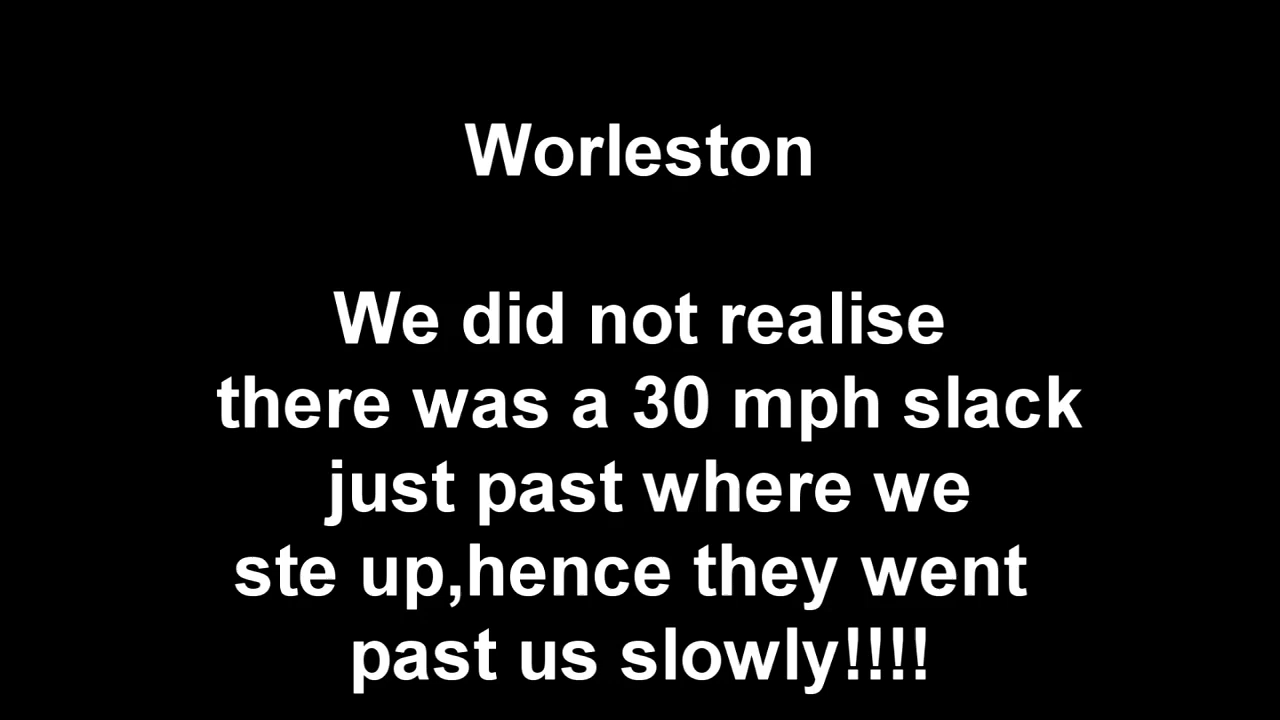 Worleston
We did not realise
there was a 30 mph slack
just past where we
ste up,hence they went
past us slowly!!!!